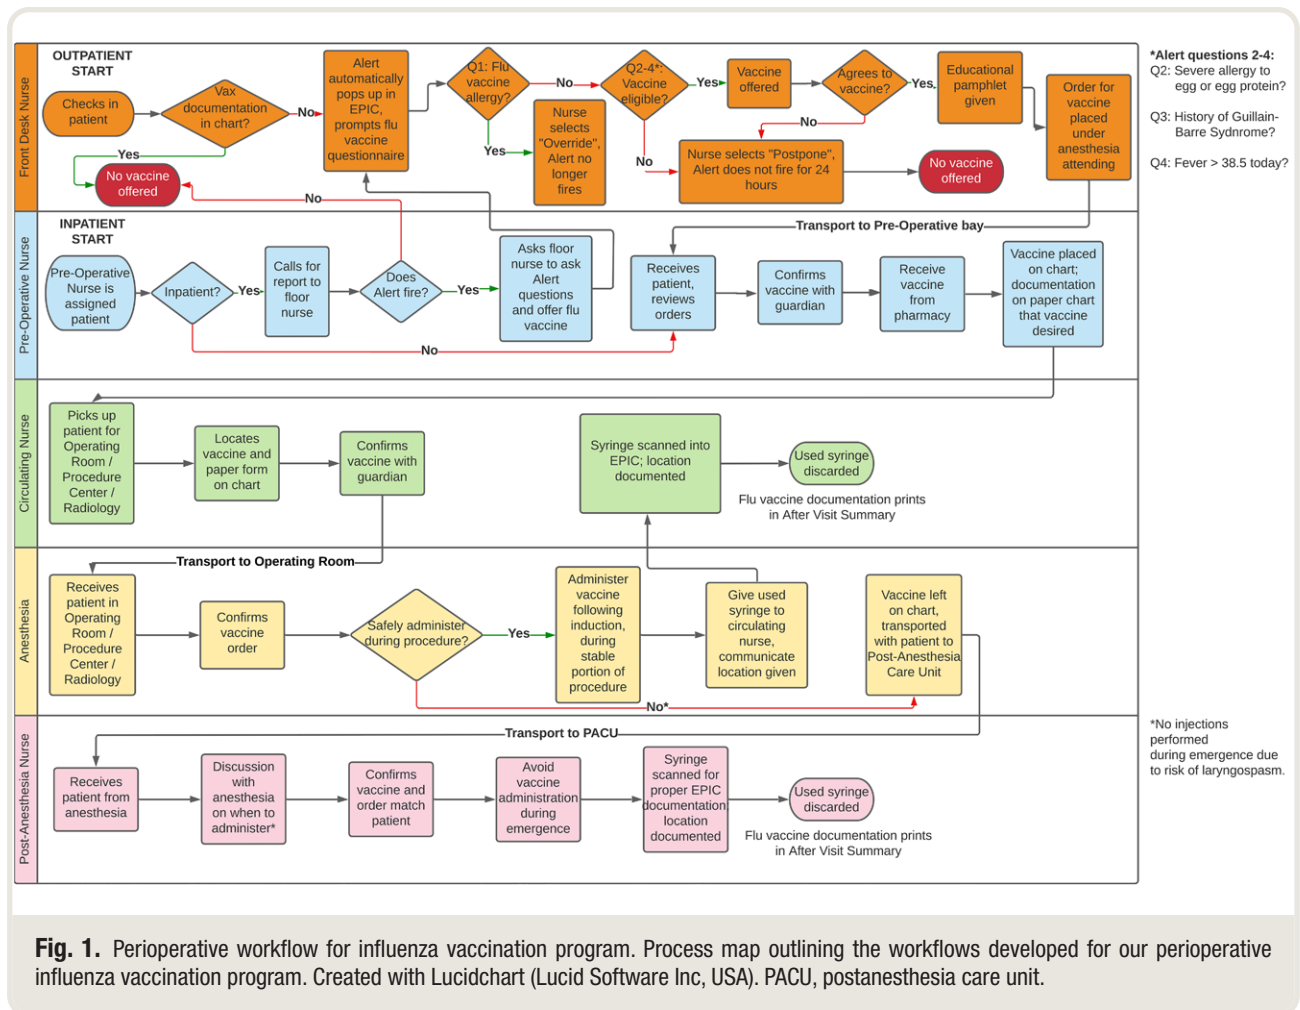 OUTPATIENT
START
Front Desk Nurse
Checks in
patient
Vax
documentation
in chart?
No
Yes
No vaccine
offered
Alert
automatically
pops up in
EPIC,
prompts flu
vaccine
questionnaire
Q1: Flu
vaccine
allergy?
No
Yes
Nurse
selects
"Override",
Alert no
longer
fires
Q2-4*:
Vaccine
eligible?
Yes
No
Vaccine
offered
Agrees to
vaccine?
Yes
No
Nurse selects "Postpone",
Alert does not fire for 24
hours
No vaccine
offered
Educational
pamphlet
given
Order for
vaccine
placed
under
anesthesia
attending
*Alert questions 2-4:
Q2: Severe allergy to
egg or egg protein?
Q3: History of Guillain-
Barre Sydnrome?
Q4: Fever > 38.5 today?
No
INPATIENT
START
Pre-Operative Nurse
Pre-Operative
Nurse is
assigned
patient
Inpatient?
Yes
No
Calls for
report to
floor
nurse
Does
Alert fire?
Yes
Asks floor
nurse to ask
Alert
questions
and offer flu
vaccine
Transport to Pre-Operative bay
Receives
patient,
reviews
orders
Confirms
vaccine with
guardian
Receive
vaccine
from
pharmacy
Vaccine placed
on chart;
documentation
on paper chart
that vaccine
desired
Circulating Nurse
Picks up
patient for
Operating
Room /
Procedure
Center /
Radiology
Locates
vaccine and
paper form
on chart
Confirms
vaccine with
guardian
Syringe scanned into
EPIC; location
documented
Used syringe
discarded
Flu vaccine documentation prints
in After Visit Summary
Transport to Operating Room
Anesthesia
Receives
patient in
Operating
Room /
Procedure
Center /
Radiology
Confirms
vaccine
order
Safely administer
during procedure?
Yes
No*
Administer
vaccine
following
induction,
during
stable
portion of
procedure
Give used
syringe to
circulating
nurse,
communicate
location given
Vaccine left
on chart,
transported
with patient to
Post-Anesthesia
Care Unit
Transport to PACU
Post-Anesthesia Nurse
Receives
patient from
anesthesia
Discussion
with
anesthesia
on when to
administer*
Confirms
vaccine and
order match
patient
Avoid
vaccine
administration
during
emergence
Syringe
scanned for
proper EPIC
documentation
location
documented
Used syringe
discarded
Flu vaccine documentation prints
in After Visit Summary
*No injections
performed
during emergence due
to risk of laryngospasm.
Fig. 1. Perioperative workflow for influenza vaccination program. Process map outlining the workflows developed for our perioperative
influenza vaccination program. Created with Lucidchart (Lucid Software Inc, USA). PACU, postanesthesia care unit.